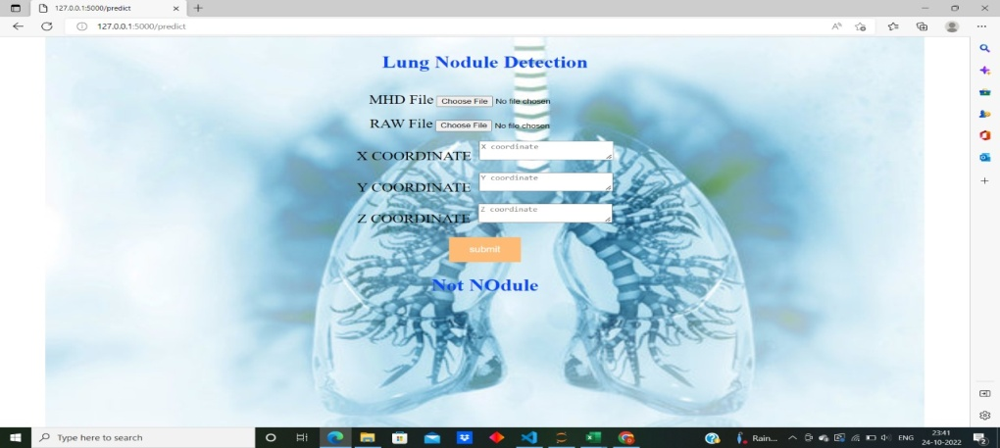 127.0.0.1:5000/predict
127.0.0.1:5000/predict
Lung Nodule Detection
MHD File Choose File No file chosen
RAW File Choose File No file chosen
X COORDINATE X coordinate
Y COORDINATE Y coordinate
Z COORDINATE Z coordinate
submit
Not NOdule
Type here to search
Rain...
ENG
23:41
24-10-2022
2